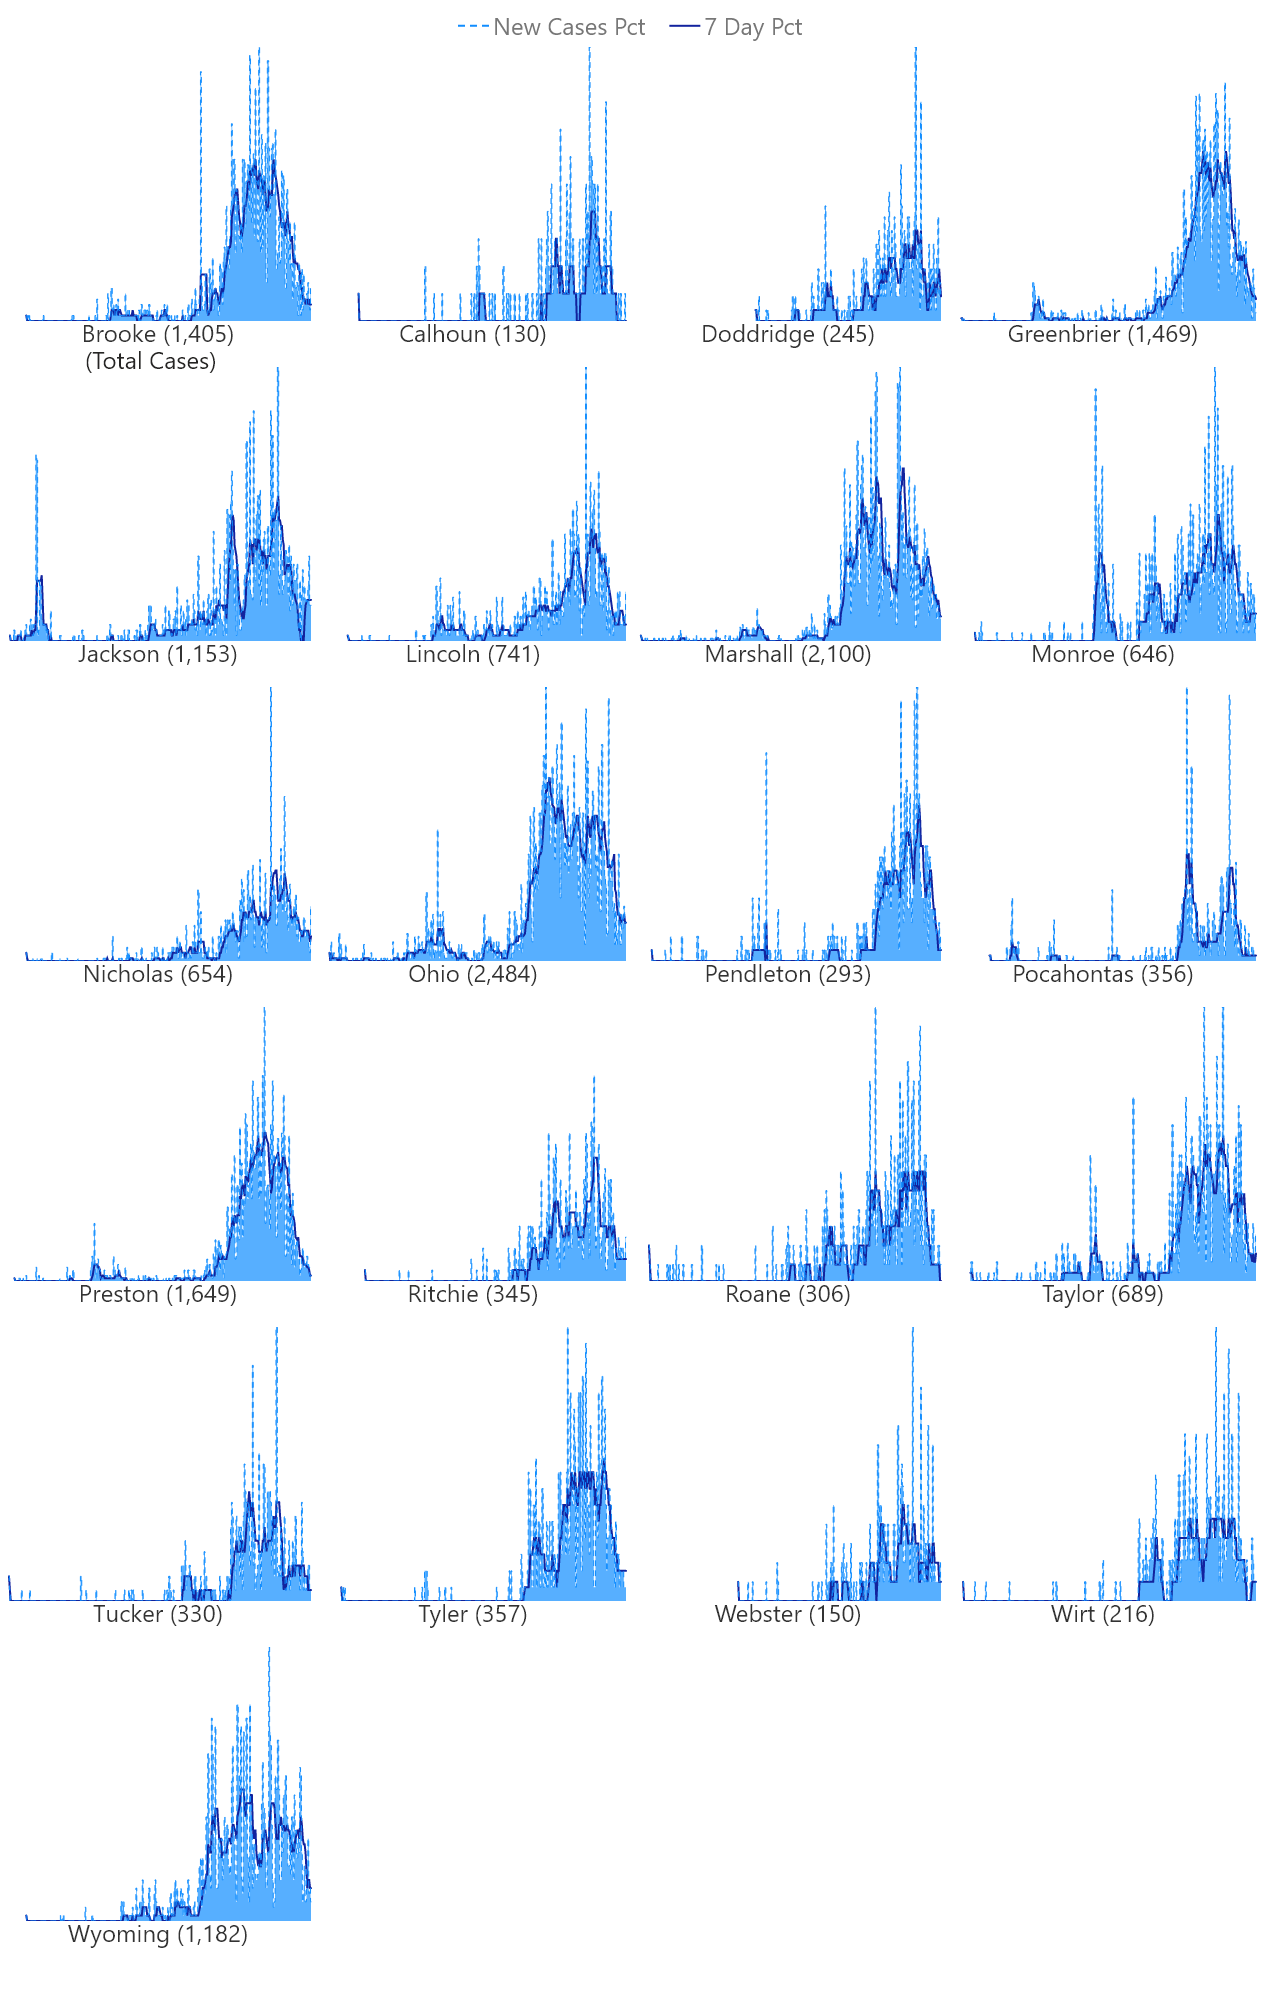 New Cases Pct 7 Day Pct
Brooke (1,405) Calhoun (130) Doddridge (245) Greenbrier (1,469)
(Total Cases)
Jackson (1,153) Lincoln (741) Marshall (2,100) Monroe (646)
Nicholas (654) Ohio (2,484) Pendleton (293) Pocahontas (356)
Preston (1,649) Ritchie (345) Roane (306) Taylor (689)
Tucker (330) Tyler (357) Webster (150) Wirt (216)
Wyoming (1,182)